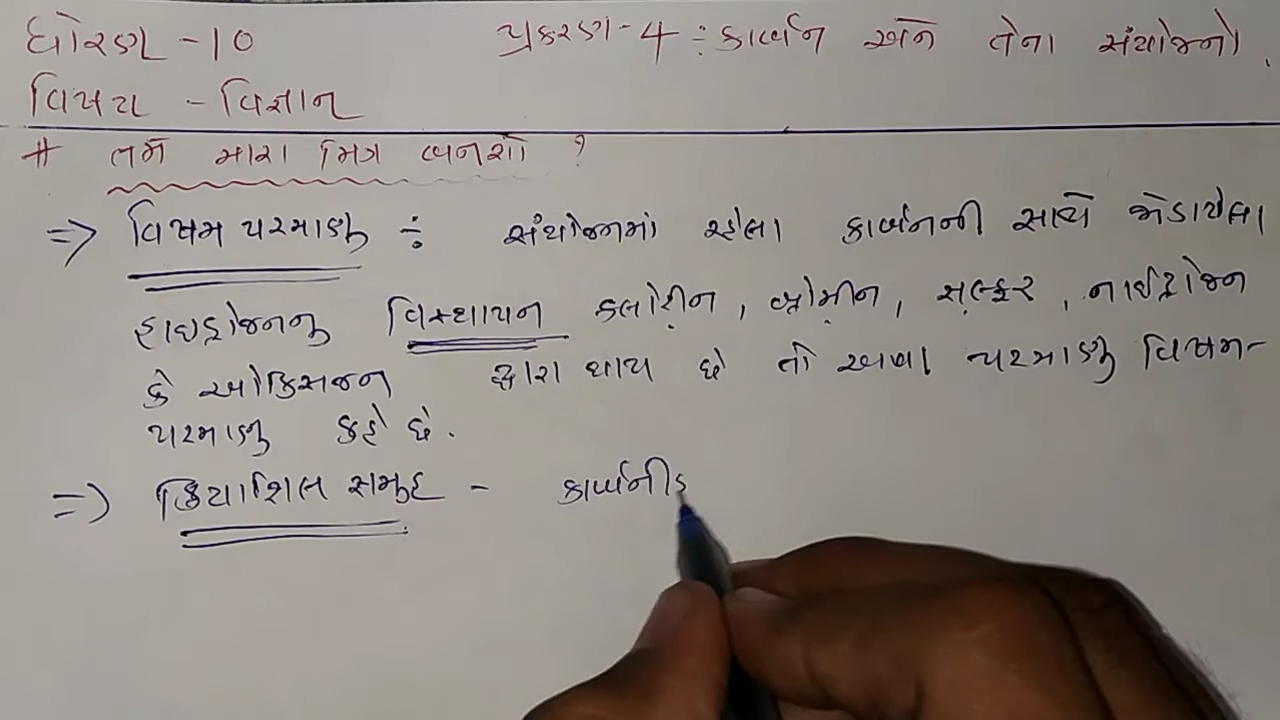 ધોરણ - 10 પ્રકરણ - 4 ÷ કાર્બન અને તેના સંયોજનો.
વિષય - વિજ્ઞાન
# તમે મારા મિત્ર બનશો ?
⇒ વિષમ પરમાણુ ÷ સંયોજનમાં રહેલા કાર્બનની સાથે જોડાયેલા
હાઇડ્રોજનનુ વિસ્થાપન ક્લોરીન, બ્રોમીન, સલ્ફર, નાઈટ્રોજન
કે ઓક્સિજન દ્વારા થાય છે તો આવા પરમાણુ વિષમ-
પરમાણુ કહે છે.
⇒ ક્રિયાશિલ સમુહ - કાર્બનીક